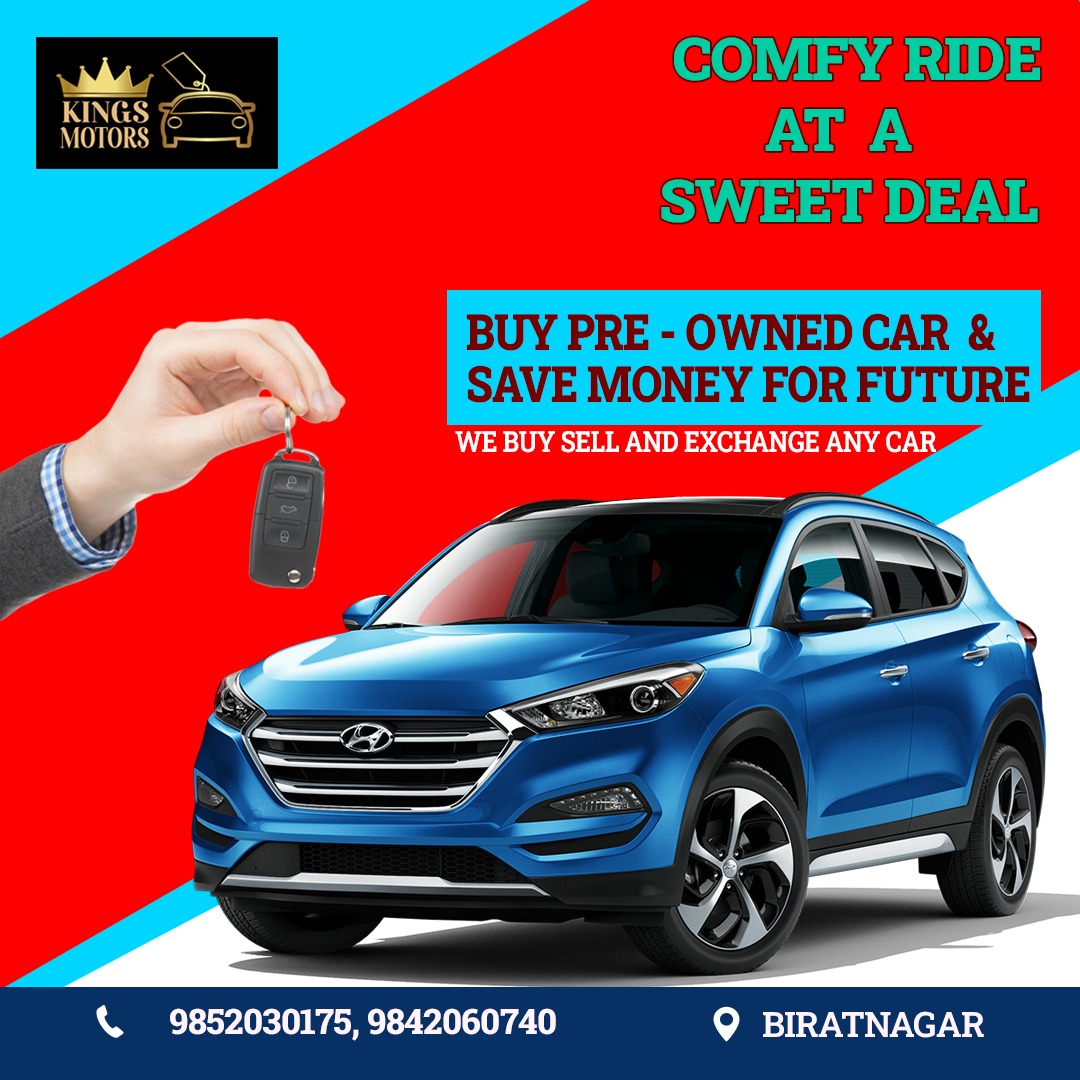 KINGS
MOTORS
COMFY RIDE
AT A
SWEET DEAL
BUY PRE - OWNED CAR &
SAVE MONEY FOR FUTURE
WE BUY SELL AND EXCHANGE ANY CAR
9852030175, 9842060740
BIRATNAGAR